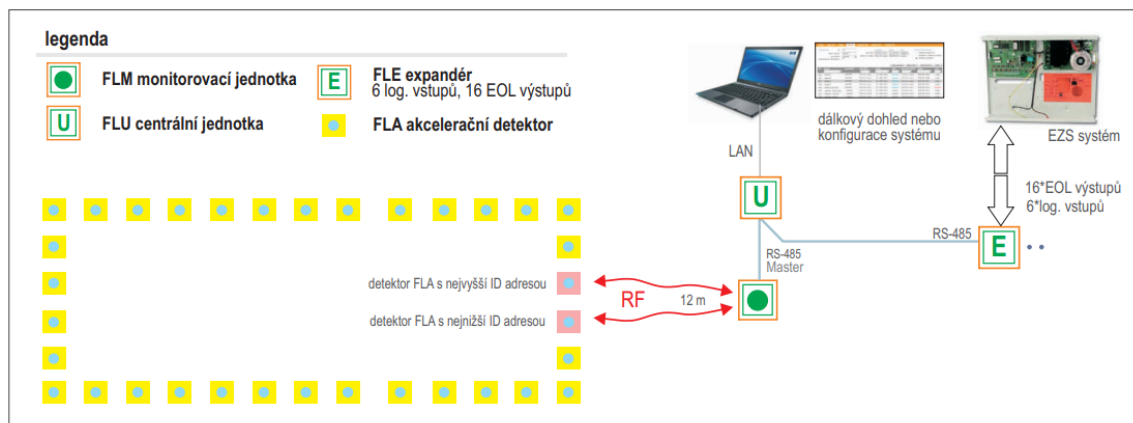 legenda
FLM monitorovací jednotka
E
FLE expandér
6 log. vstupů, 16 EOL výstupů
U
FLU centrální jednotka
FLA akcelerační detektor
dálkový dohled nebo
konfigurace systému
EZS systém
LAN
16*EOL výstupů
6*log. vstupů
U
RS-485
E
RS-485
Master
detektor FLA s nejvyšší ID adresou
RF
12 m
detektor FLA s nejnižší ID adresou